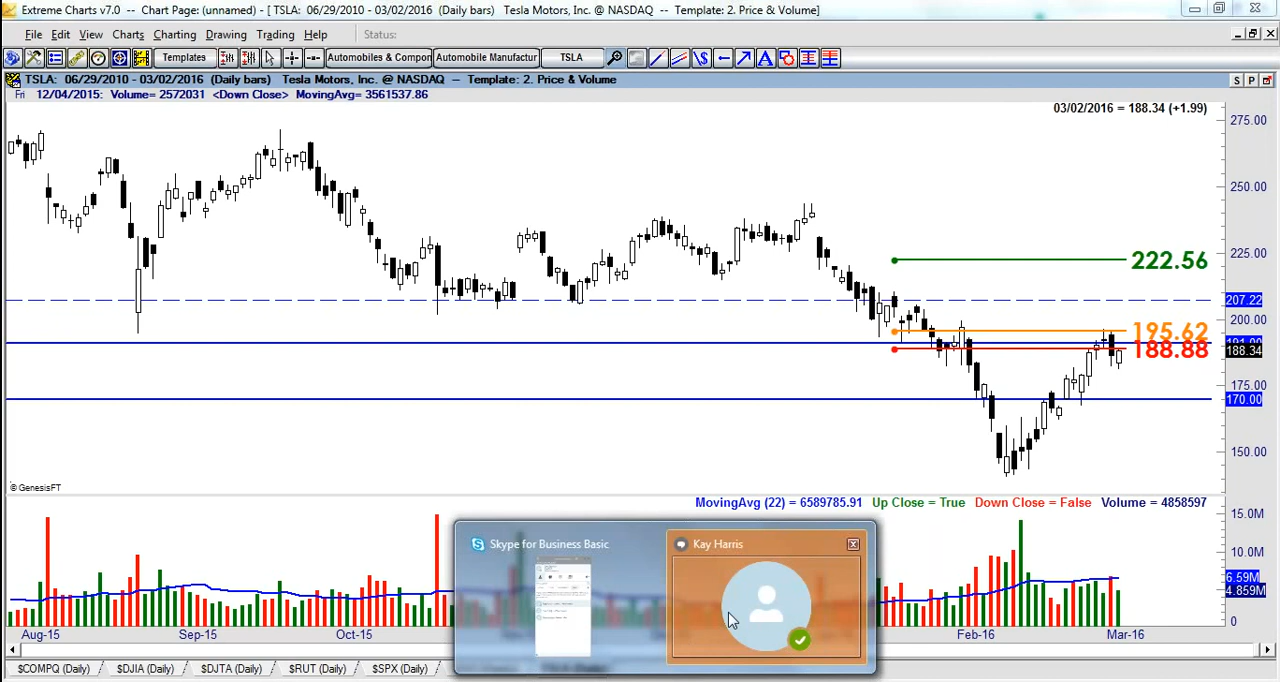 Extreme Charts v7.0 - Chart Page: (unnamed) - [ TSLA: 06/29/2010 - 03/02/2016 (Daily bars) Tesla Motors, Inc. @ NASDAQ -- Template: 2. Price & Volume]
File Edit View Charts Charting Drawing Trading Help Status:
Templates Automobiles & Compon Automobile Manufactur TSLA
TSLA: 06/29/2010 - 03/02/2016 (Daily bars) Tesla Motors, Inc. @ NASDAQ -- Template: 2. Price & Volume
S P
Fri 12/04/2015: Volume= 2572031 <Down Close> MovingAvg= 3561537.86
03/02/2016 = 188.34 (+1.99)
275.00
250.00
225.00
222.56
207.22
200.00
195.62
188.88
188.34
175.00
170.00
150.00
© GenesisFT
MovingAvg (22) = 6589785.91 Up Close = True Down Close = False Volume = 4858597
15.0M
10.0M
6.59M
4.859M
0
Skype for Business Basic
Kay Harris
Aug-15 Sep-15 Oct-15 Feb-16 Mar-16
$COMPQ (Daily) $DJIA (Daily) $DJTA (Daily) $RUT (Daily) $SPX (Daily)